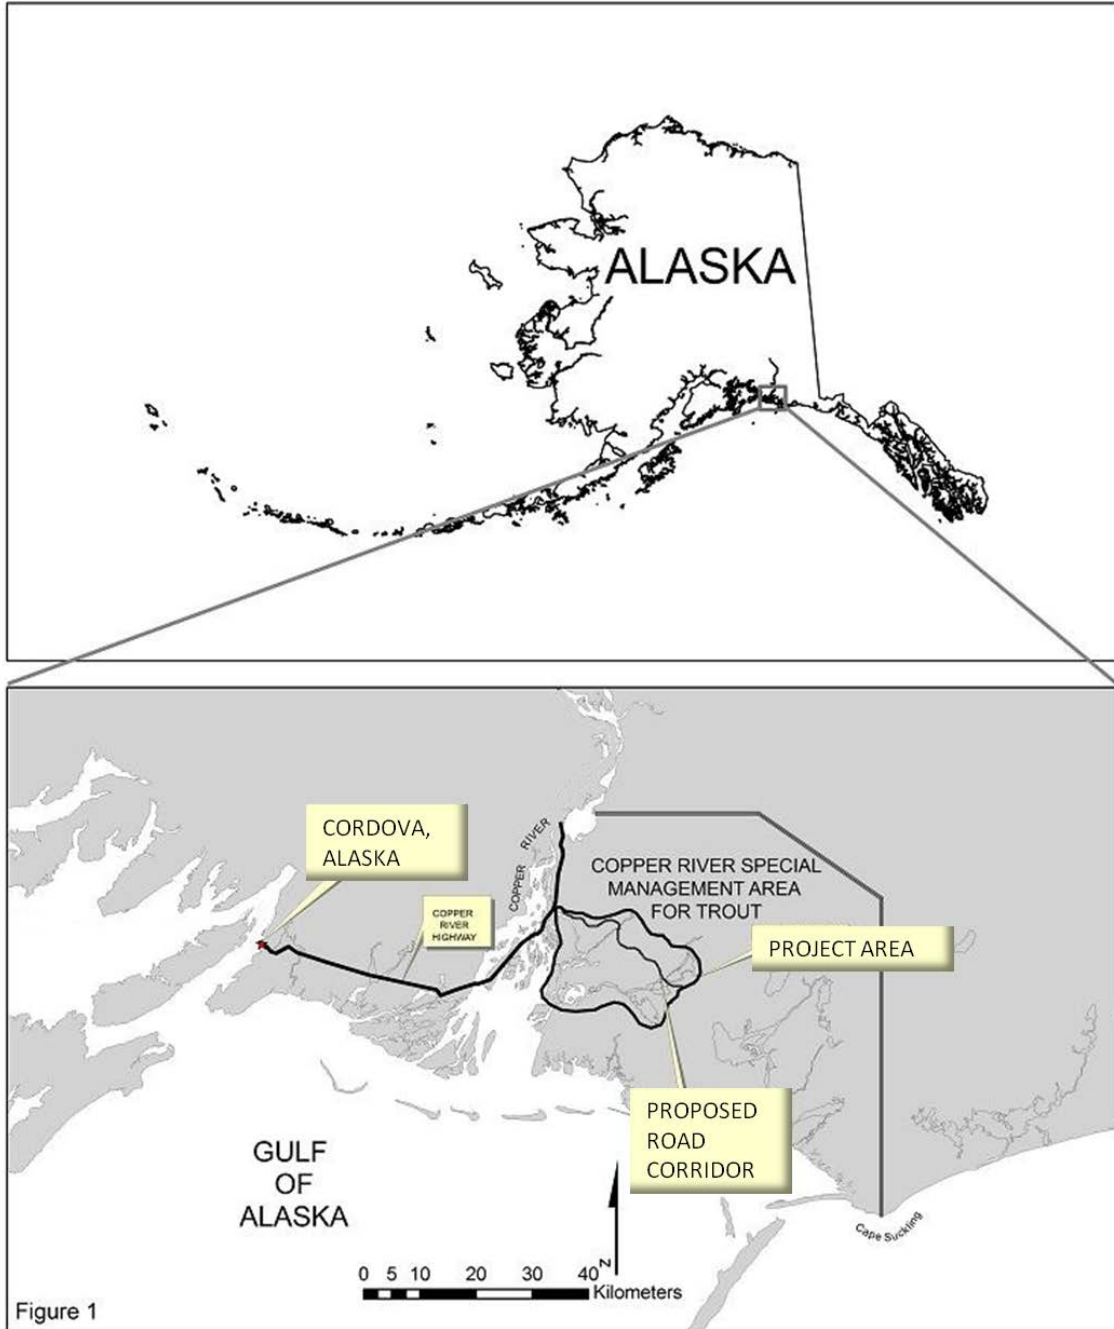 ALASKA
CORDOVA,
ALASKA
COPPER
RIVER
HIGHWAY
COPPER RIVER
COPPER RIVER SPECIAL
MANAGEMENT AREA
FOR TROUT
PROJECT AREA
PROPOSED
ROAD
CORRIDOR
GULF
OF
ALASKA
Cape Suckling
N
0 5 10 20 30 40
Kilometers
Figure 1